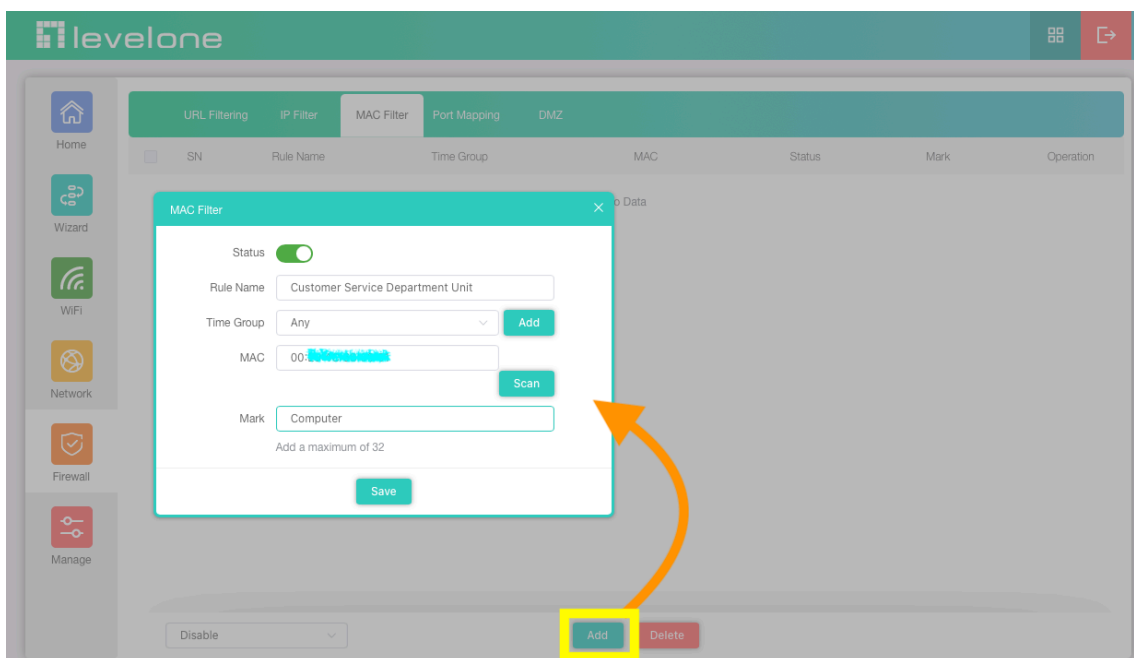 levelone
Home
Wizard
WiFi
Network
Firewall
Manage
URL Filtering IP Filter MAC Filter Port Mapping DMZ
SN Rule Name Time Group MAC Status Mark Operation
o Data
MAC Filter
Status
Rule Name Customer Service Department Unit
Time Group Any Add
MAC 00:
Scan
Mark Computer
Add a maximum of 32
Save
Disable Add Delete